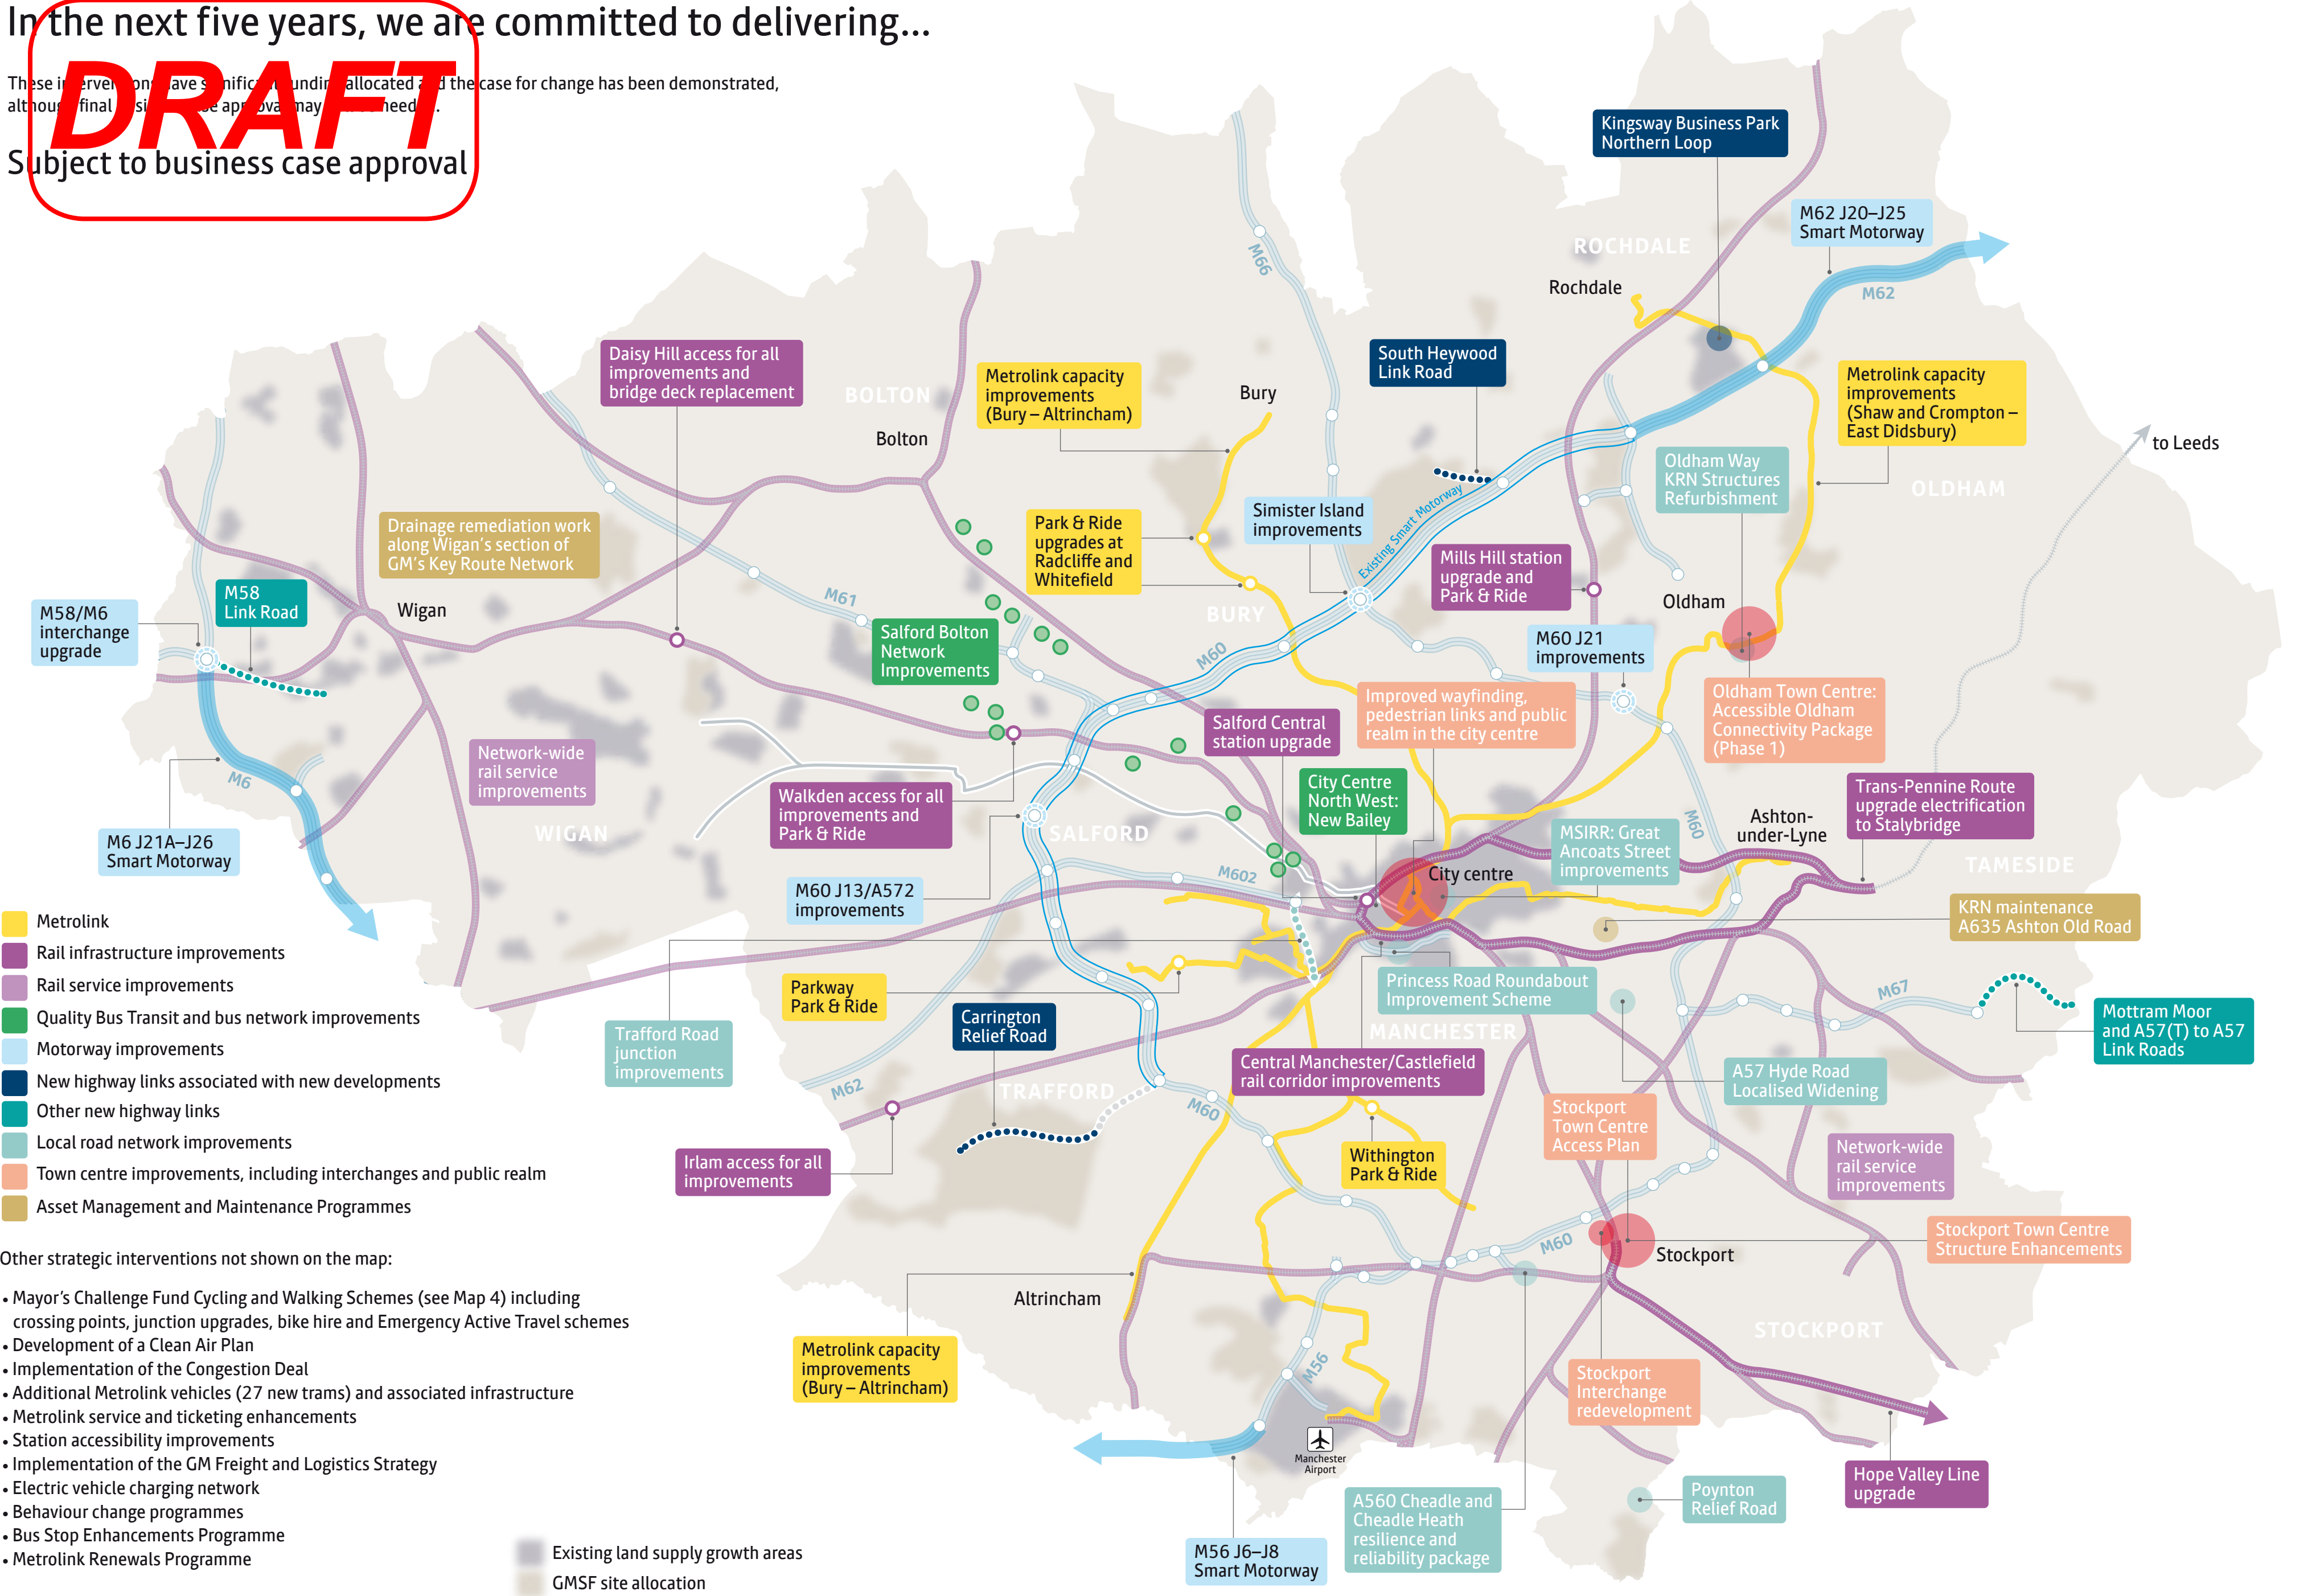 In the next five years, we are committed to delivering...
These interventions have significant funding allocated and the case for change has been demonstrated,
although final business case approval may be needed.
DRAFT
Subject to business case approval
Kingsway Business Park
Northern Loop
M62 J20–J25
Smart Motorway
ROCHDALE
Rochdale
M62
M66
Daisy Hill access for all
improvements and
bridge deck replacement
BOLTON
Bolton
Metrolink capacity
improvements
(Bury – Altrincham)
Bury
South Heywood
Link Road
Metrolink capacity
improvements
(Shaw and Crompton –
East Didsbury)
to Leeds
Oldham Way
KRN Structures
Refurbishment
OLDHAM
Drainage remediation work
along Wigan's section of
GM's Key Route Network
Park & Ride
upgrades at
Radcliffe and
Whitefield
Simister Island
improvements
Existing Smart Motorway
Mills Hill station
upgrade and
Park & Ride
Oldham
M58
Link Road
M58/M6
interchange
upgrade
Wigan
M61
BURY
M60
Salford Bolton
Network
Improvements
M60 J21
improvements
Improved wayfinding,
pedestrian links and public
realm in the city centre
Oldham Town Centre:
Accessible Oldham
Connectivity Package
(Phase 1)
Salford Central
station upgrade
Network-wide
rail service
improvements
M6
City Centre
North West:
New Bailey
Walkden access for all
improvements and
Park & Ride
Trans-Pennine Route
upgrade electrification
to Stalybridge
M60
Ashton-
under-Lyne
M6 J21A–J26
Smart Motorway
WIGAN
SALFORD
MSIRR: Great
Ancoats Street
improvements
TAMESIDE
M602
City centre
M60 J13/A572
improvements
KRN maintenance
A635 Ashton Old Road
Metrolink
Rail infrastructure improvements
Rail service improvements
Quality Bus Transit and bus network improvements
Motorway improvements
New highway links associated with new developments
Other new highway links
Local road network improvements
Town centre improvements, including interchanges and public realm
Asset Management and Maintenance Programmes
Parkway
Park & Ride
Princess Road Roundabout
Improvement Scheme
M67
Carrington
Relief Road
Trafford Road
junction
improvements
MANCHESTER
Mottram Moor
and A57(T) to A57
Link Roads
Central Manchester/Castlefield
rail corridor improvements
A57 Hyde Road
Localised Widening
M62
TRAFFORD
M60
Stockport
Town Centre
Access Plan
Irlam access for all
improvements
Withington
Park & Ride
Network-wide
rail service
improvements
M60
Stockport Town Centre
Structure Enhancements
Stockport
Altrincham
STOCKPORT
Metrolink capacity
improvements
(Bury – Altrincham)
M56
Stockport
Interchange
redevelopment
Manchester
Airport
Hope Valley Line
upgrade
Poynton
Relief Road
A560 Cheadle and
Cheadle Heath
resilience and
reliability package
M56 J6–J8
Smart Motorway
Other strategic interventions not shown on the map:
• Mayor's Challenge Fund Cycling and Walking Schemes (see Map 4) including
crossing points, junction upgrades, bike hire and Emergency Active Travel schemes
• Development of a Clean Air Plan
• Implementation of the Congestion Deal
• Additional Metrolink vehicles (27 new trams) and associated infrastructure
• Metrolink service and ticketing enhancements
• Station accessibility improvements
• Implementation of the GM Freight and Logistics Strategy
• Electric vehicle charging network
• Behaviour change programmes
• Bus Stop Enhancements Programme
• Metrolink Renewals Programme
Existing land supply growth areas
GMSF site allocation